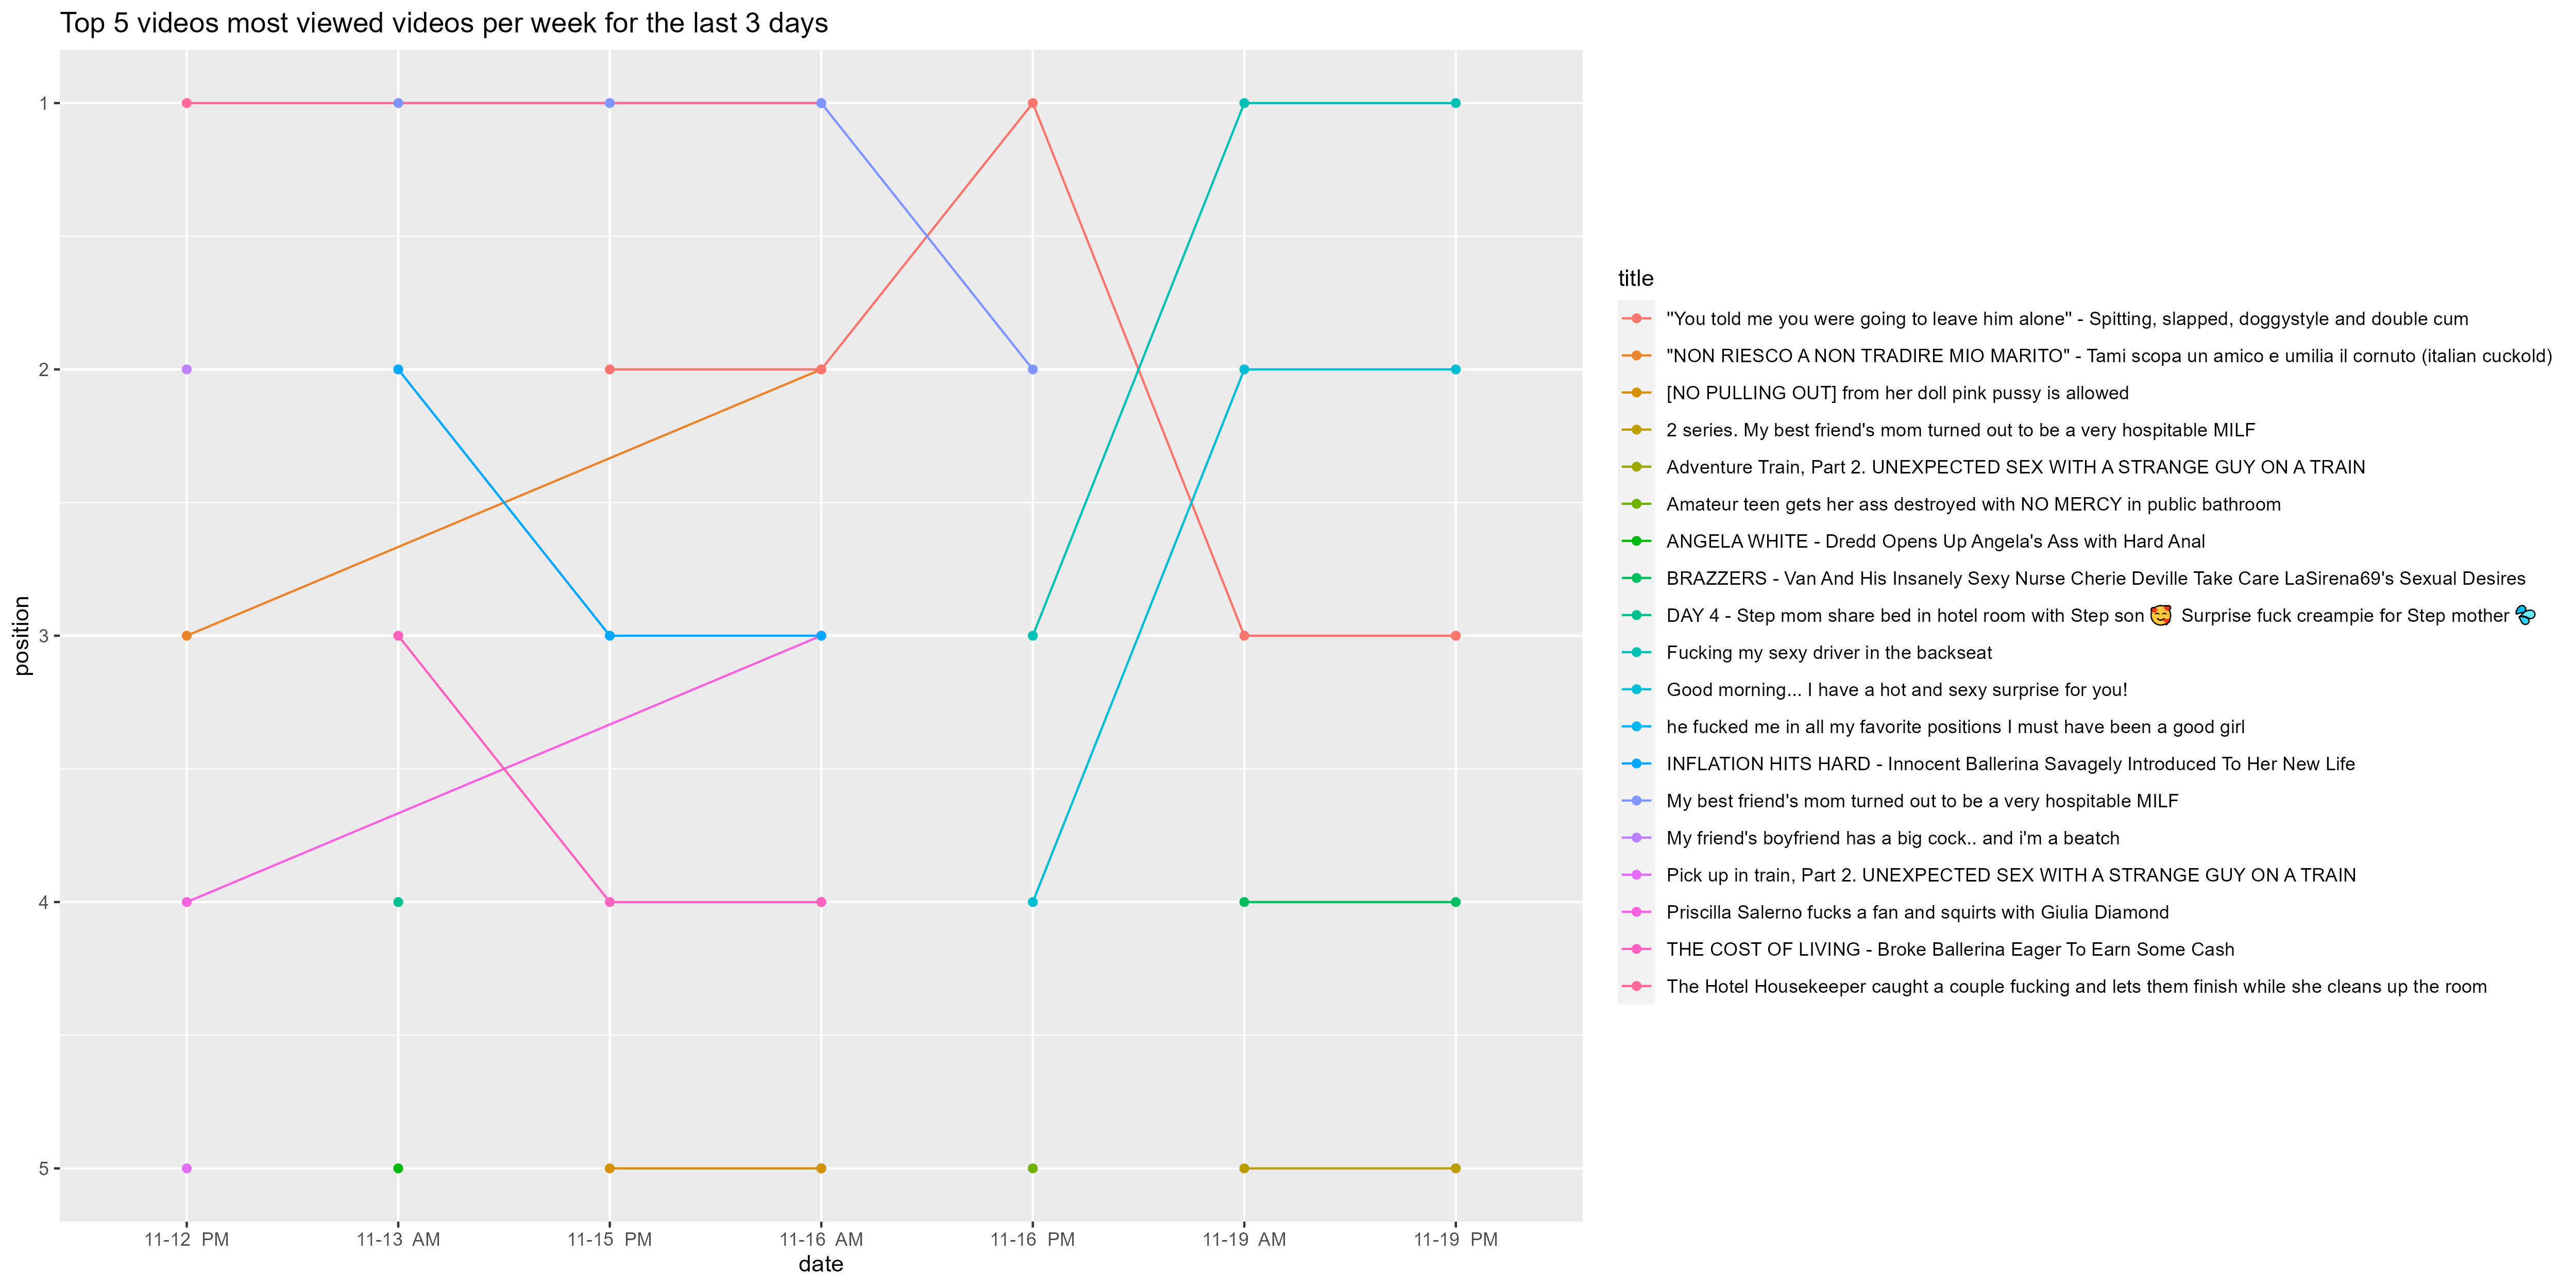 Top 5 videos most viewed videos per week for the last 3 days
position
1
2
3
4
5
11-12 PM
11-13 AM
11-15 PM
11-16 AM
11-16 PM
11-19 AM
11-19 PM
date
title
"You told me you were going to leave him alone" - Spitting, slapped, doggystyle and double cum
"NON RIESCO A NON TRADIRE MIO MARITO" - Tami scopa un amico e umilia il cornuto (italian cuckold)
[NO PULLING OUT] from her doll pink pussy is allowed
2 series. My best friend's mom turned out to be a very hospitable MILF
Adventure Train, Part 2. UNEXPECTED SEX WITH A STRANGE GUY ON A TRAIN
Amateur teen gets her ass destroyed with NO MERCY in public bathroom
ANGELA WHITE - Dredd Opens Up Angela's Ass with Hard Anal
BRAZZERS - Van And His Insanely Sexy Nurse Cherie Deville Take Care LaSirena69's Sexual Desires
DAY 4 - Step mom share bed in hotel room with Step son 🥰 Surprise fuck creampie for Step mother 💦
Fucking my sexy driver in the backseat
Good morning... I have a hot and sexy surprise for you!
he fucked me in all my favorite positions I must have been a good girl
INFLATION HITS HARD - Innocent Ballerina Savagely Introduced To Her New Life
My best friend's mom turned out to be a very hospitable MILF
My friend's boyfriend has a big cock.. and i'm a beatch
Pick up in train, Part 2. UNEXPECTED SEX WITH A STRANGE GUY ON A TRAIN
Priscilla Salerno fucks a fan and squirts with Giulia Diamond
THE COST OF LIVING - Broke Ballerina Eager To Earn Some Cash
The Hotel Housekeeper caught a couple fucking and lets them finish while she cleans up the room